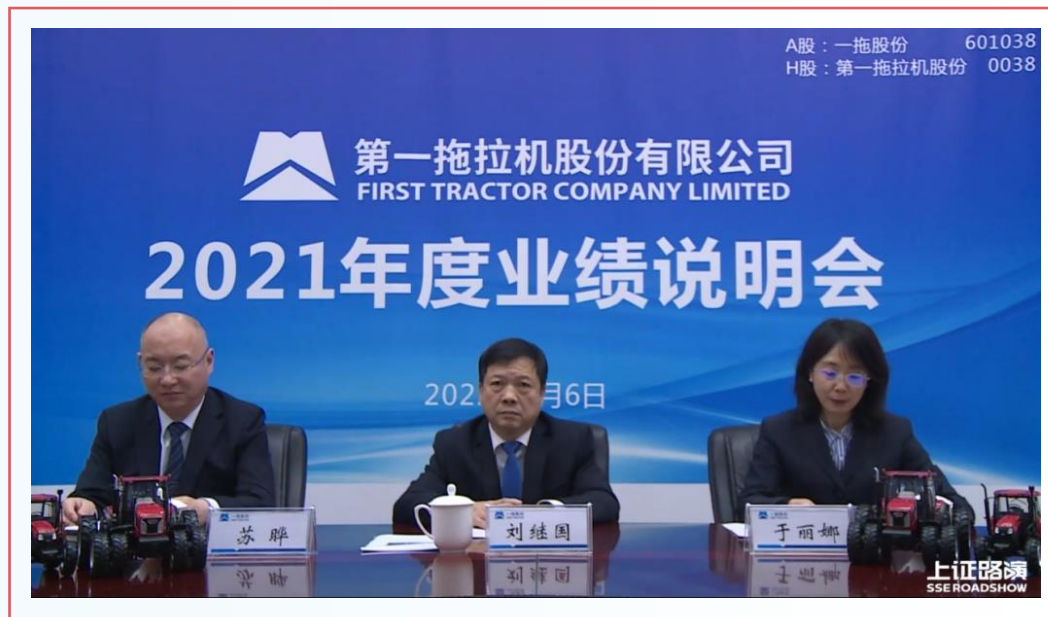 A股：一拖股份 601038
H股：第一拖拉机股份 0038
第一拖拉机股份有限公司
FIRST TRACTOR COMPANY LIMITED
2021年度业绩说明会
202 月6日
苏晔
刘继国
于丽娜
上证路演
SSE ROADSHOW